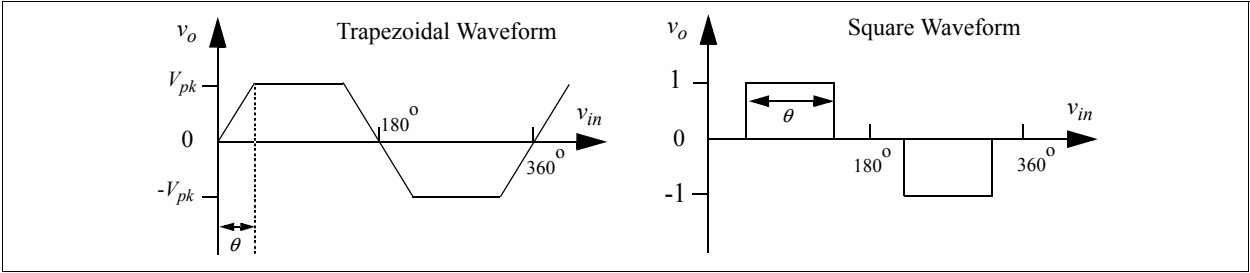 Trapezoidal Waveform
v_o
V_pk
0
-V_pk
180°
360°
v_in
θ
Square Waveform
v_o
1
0
-1
θ
180°
360°
v_in